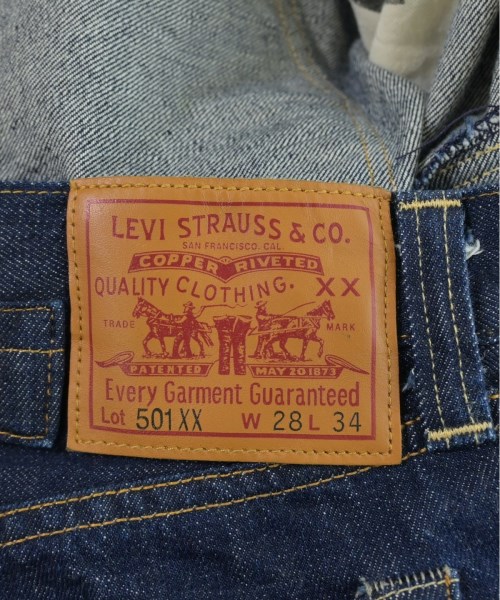 LEVI STRAUSS & CO.
SAN FRANCISCO, CAL.
COPPER RIVETED
QUALITY CLOTHING. XX
TRADE MARK
PATENTED MAY 20 1873
Every Garment Guaranteed
Lot 501XX W 28 L 34